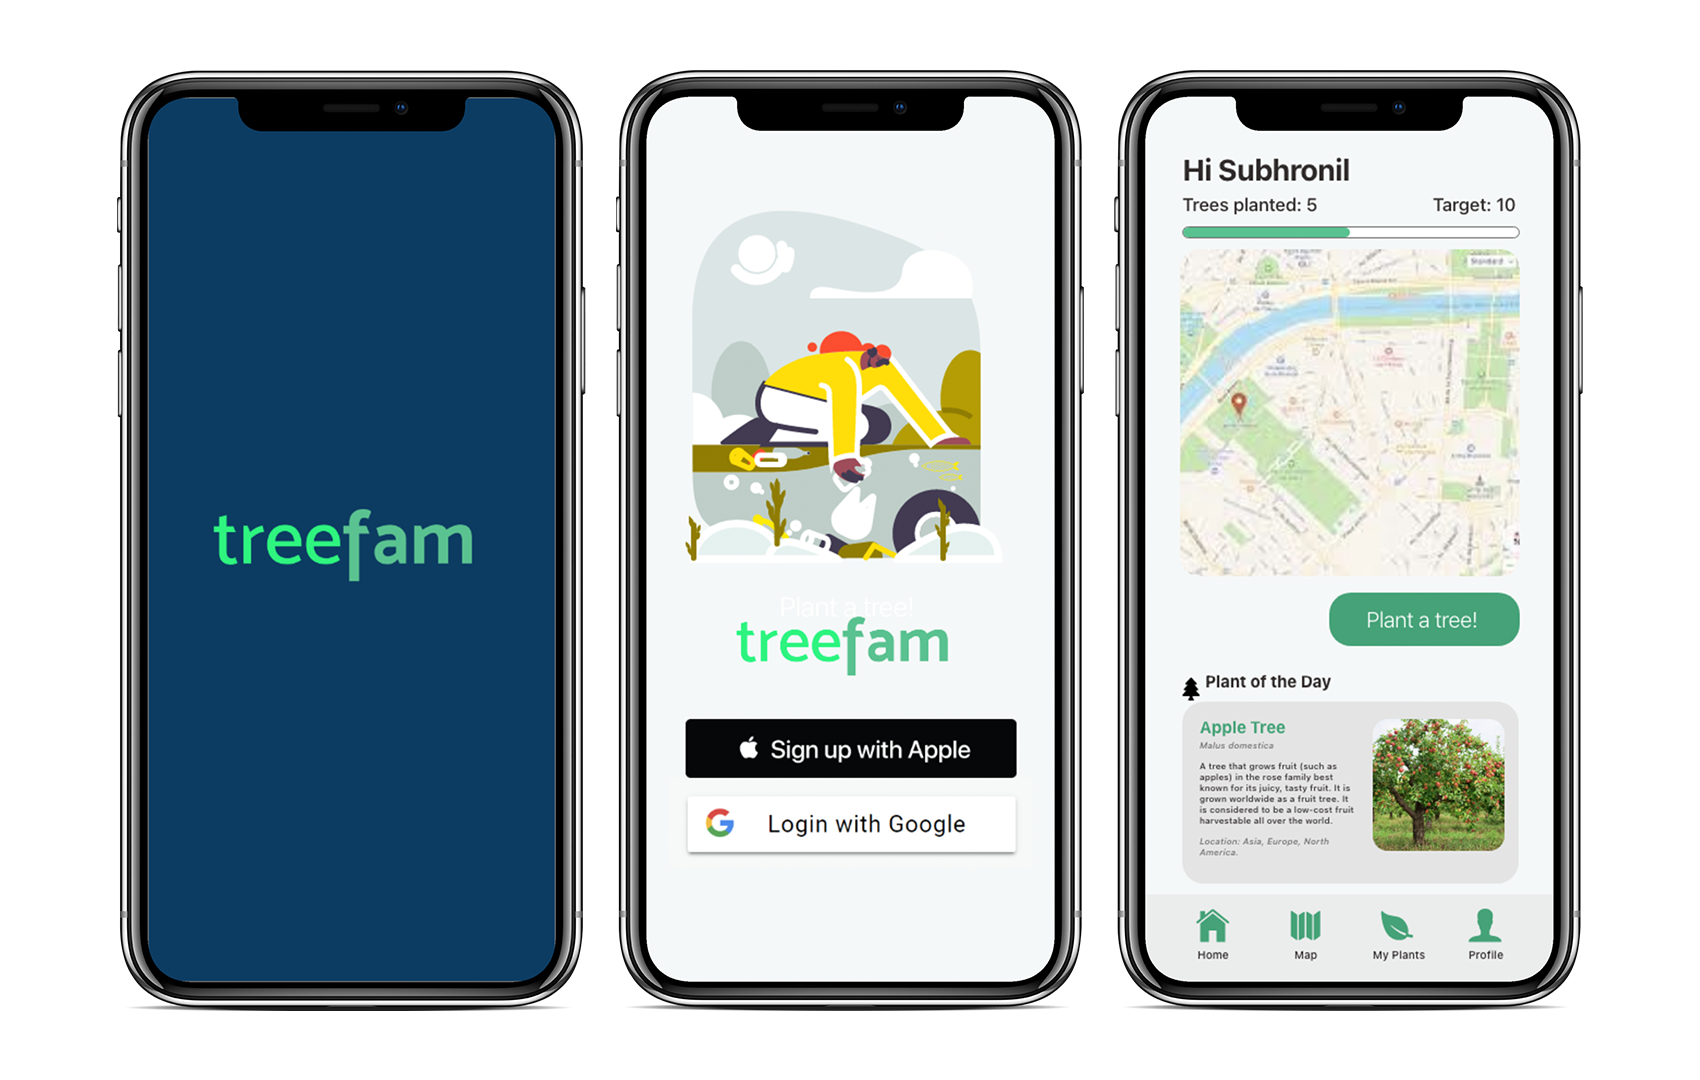 treefam
Plant a tree!
treefam
Sign up with Apple
Login with Google
Hi Subhronil
Trees planted: 5
Target: 10
Standard
Plant a tree!
Plant of the Day
Apple Tree
Malus domestica
A tree that grows fruit (such as
apples) in the rose family best
known for its juicy, tasty fruit. It is
grown worldwide as a fruit tree. It
is considered to be a low-cost fruit
harvestable all over the world.
Location: Asia, Europe, North
America.
Home
Map
My Plants
Profile